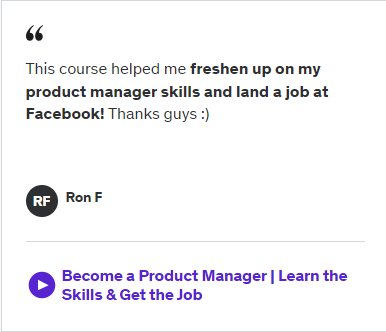 “
This course helped me freshen up on my
product manager skills and land a job at
Facebook! Thanks guys :)
RF
Ron F
Become a Product Manager | Learn the
Skills & Get the Job